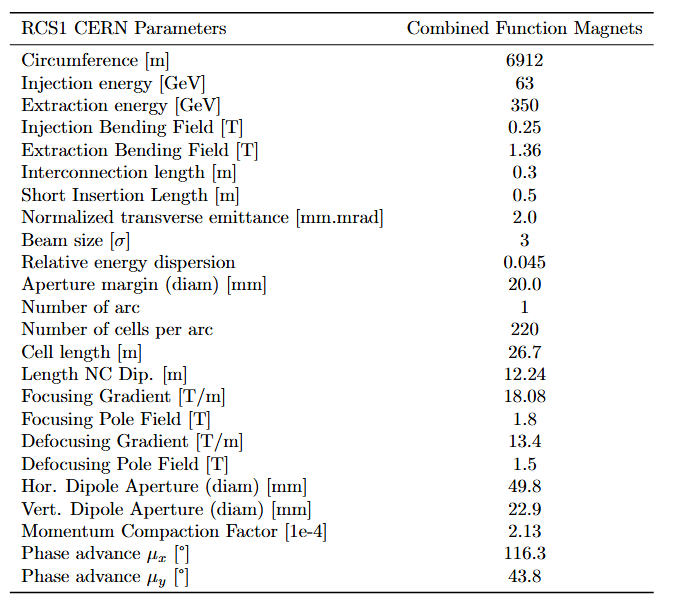 RCS1 CERN Parameters Combined Function Magnets
Circumference [m] 6912
Injection energy [GeV] 63
Extraction energy [GeV] 350
Injection Bending Field [T] 0.25
Extraction Bending Field [T] 1.36
Interconnection length [m] 0.3
Short Insertion Length [m] 0.5
Normalized transverse emittance [mm.mrad] 2.0
Beam size [σ] 3
Relative energy dispersion 0.045
Aperture margin (diam) [mm] 20.0
Number of arc 1
Number of cells per arc 220
Cell length [m] 26.7
Length NC Dip. [m] 12.24
Focusing Gradient [T/m] 18.08
Focusing Pole Field [T] 1.8
Defocusing Gradient [T/m] 13.4
Defocusing Pole Field [T] 1.5
Hor. Dipole Aperture (diam) [mm] 49.8
Vert. Dipole Aperture (diam) [mm] 22.9
Momentum Compaction Factor [1e-4] 2.13
Phase advance μx [°] 116.3
Phase advance μy [°] 43.8